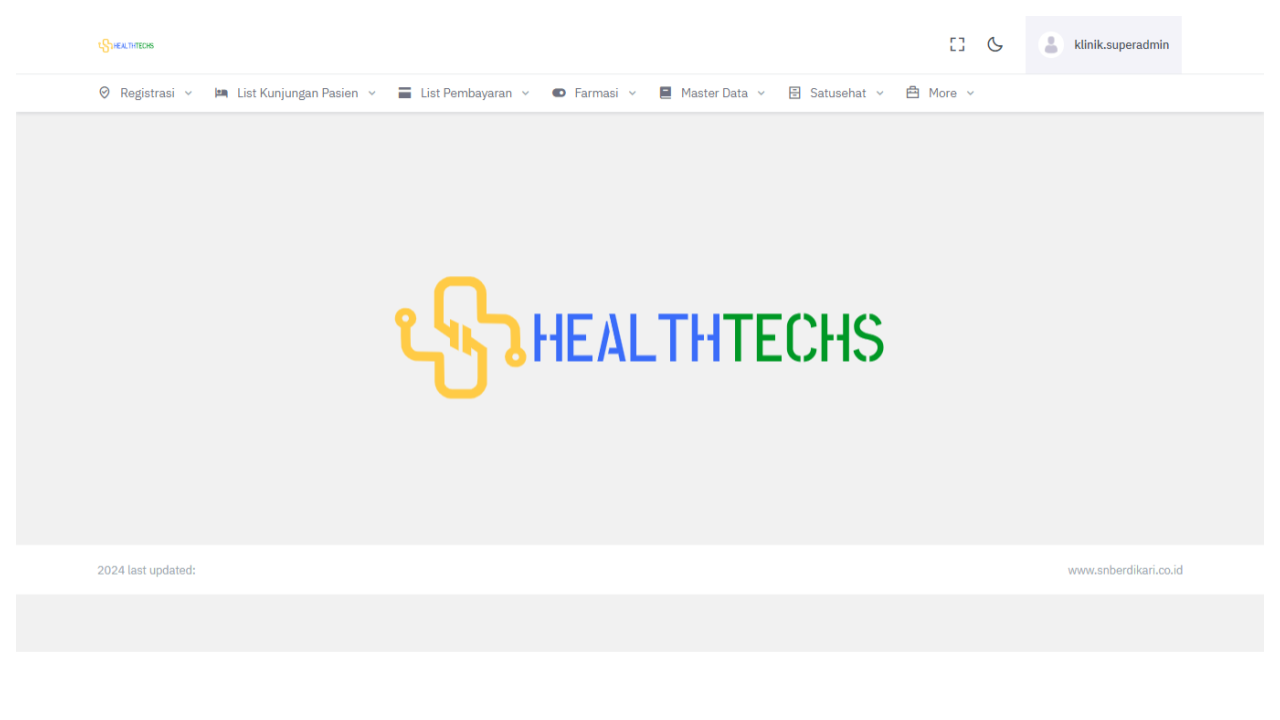 HEALTHTECHS
klinik.superadmin
Registrasi List Kunjungan Pasien List Pembayaran Farmasi Master Data Satusehat More
HEALTHTECHS
2024 last updated: www.snberdikari.co.id